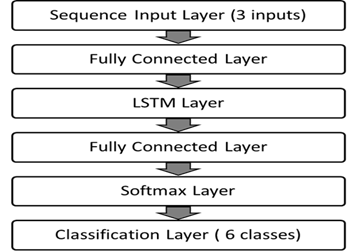 Sequence Input Layer (3 inputs)
Fully Connected Layer
LSTM Layer
Fully Connected Layer
Softmax Layer
Classification Layer ( 6 classes)